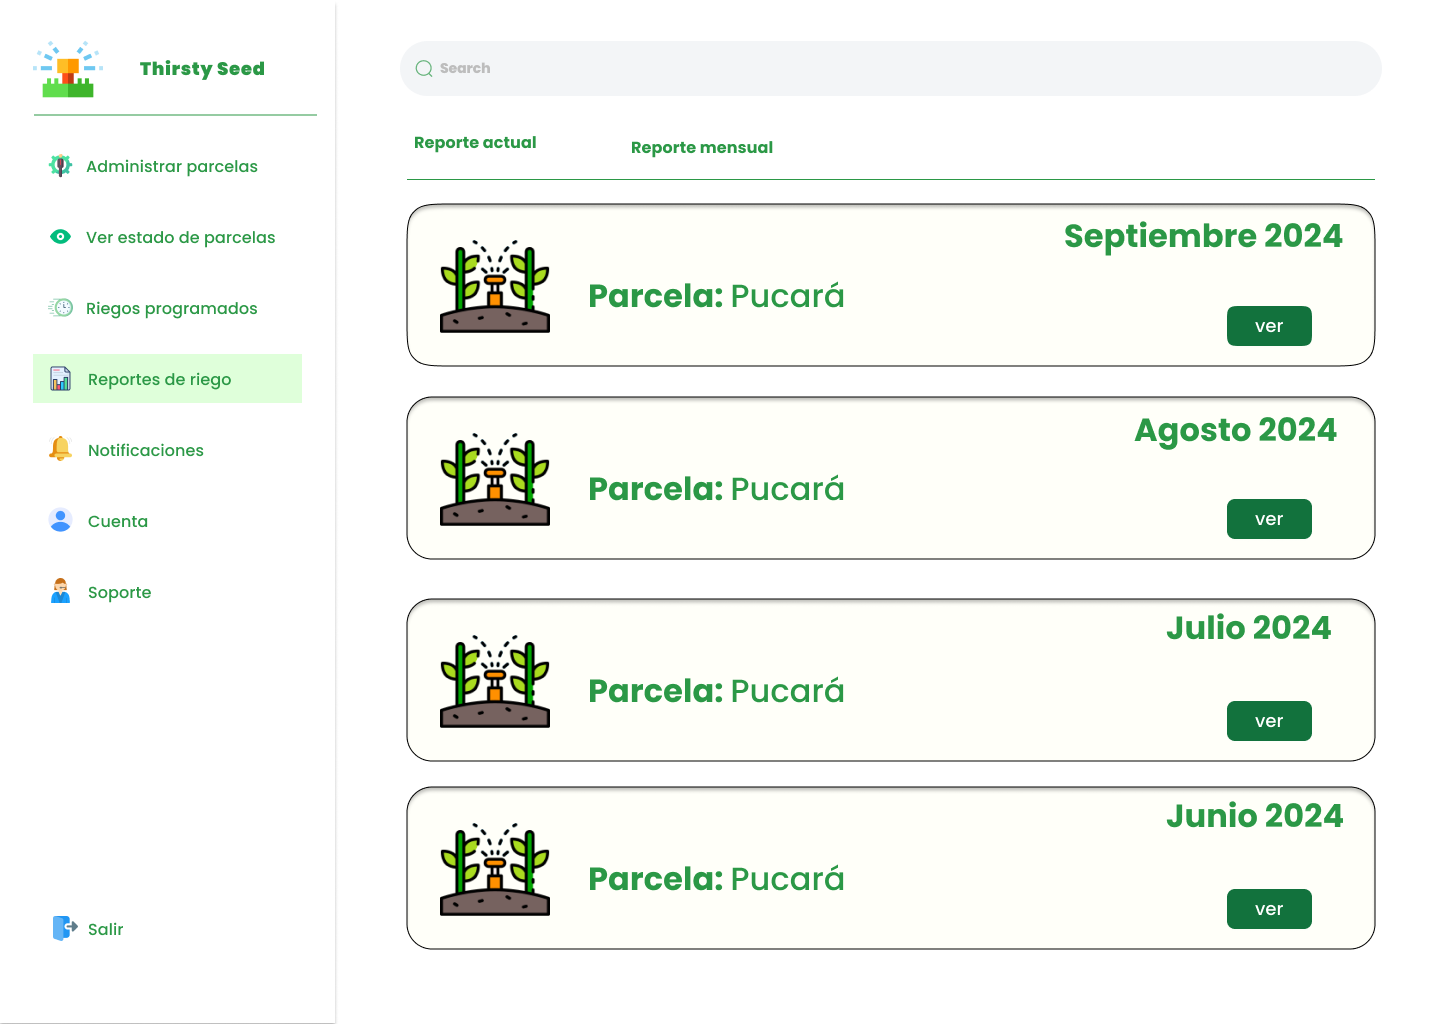 Thirsty Seed
Administrar parcelas
Ver estado de parcelas
Riegos programados
Reportes de riego
Notificaciones
Cuenta
Soporte
Salir
Search
Reporte actual
Reporte mensual
Septiembre 2024
Parcela: Pucará
ver
Agosto 2024
Parcela: Pucará
ver
Julio 2024
Parcela: Pucará
ver
Junio 2024
Parcela: Pucará
ver